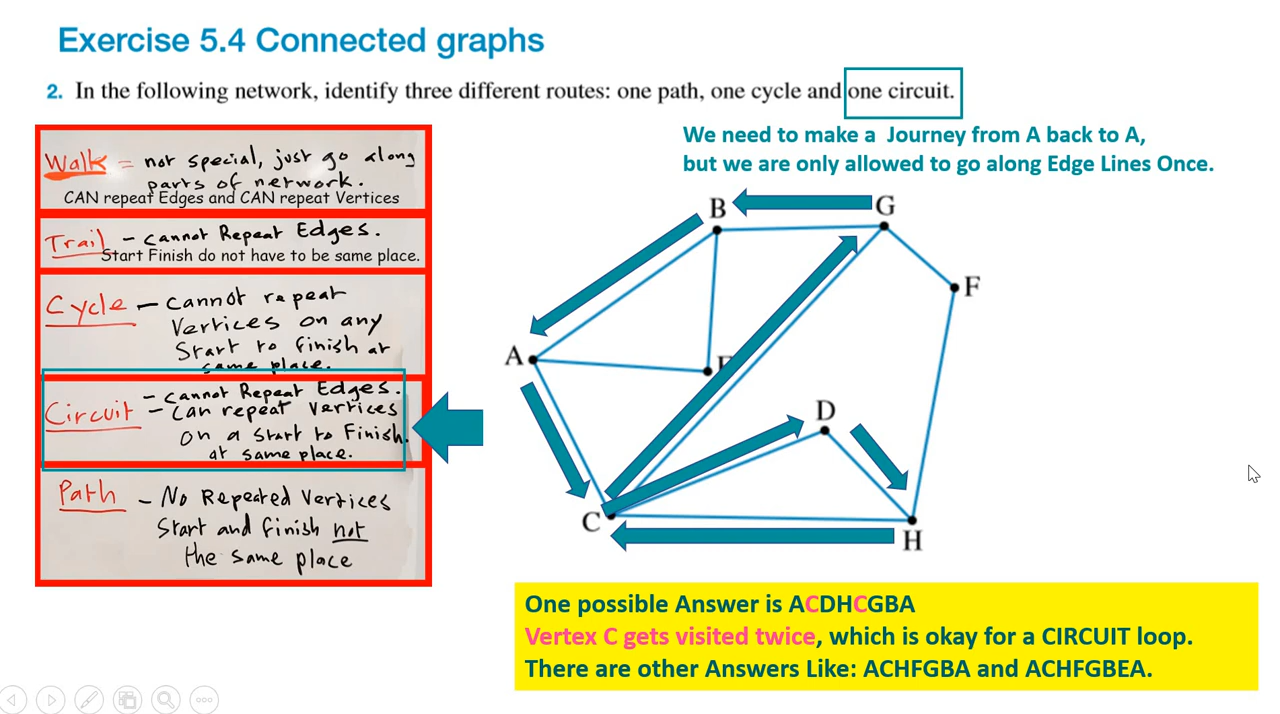 Exercise 5.4 Connected graphs
2. In the following network, identify three different routes: one path, one cycle and one circuit.
Walk = not special, just go along
parts of network.
CAN repeat Edges and CAN repeat Vertices
Trail - Cannot Repeat Edges.
Start Finish do not have to be same place.
Cycle - Cannot repeat
Vertices on any
Start to finish at
same place.
Circuit - Cannot Repeat Edges.
- Can repeat Vertices
on a Start to Finish.
at same place.
Path - No Repeated Vertices
Start and finish not
the same place
We need to make a Journey from A back to A,
but we are only allowed to go along Edge Lines Once.
B
G
F
A
D
C
H
One possible Answer is ACDHCGBA
Vertex C gets visited twice, which is okay for a CIRCUIT loop.
There are other Answers Like: ACHFGBA and ACHFGBEA.